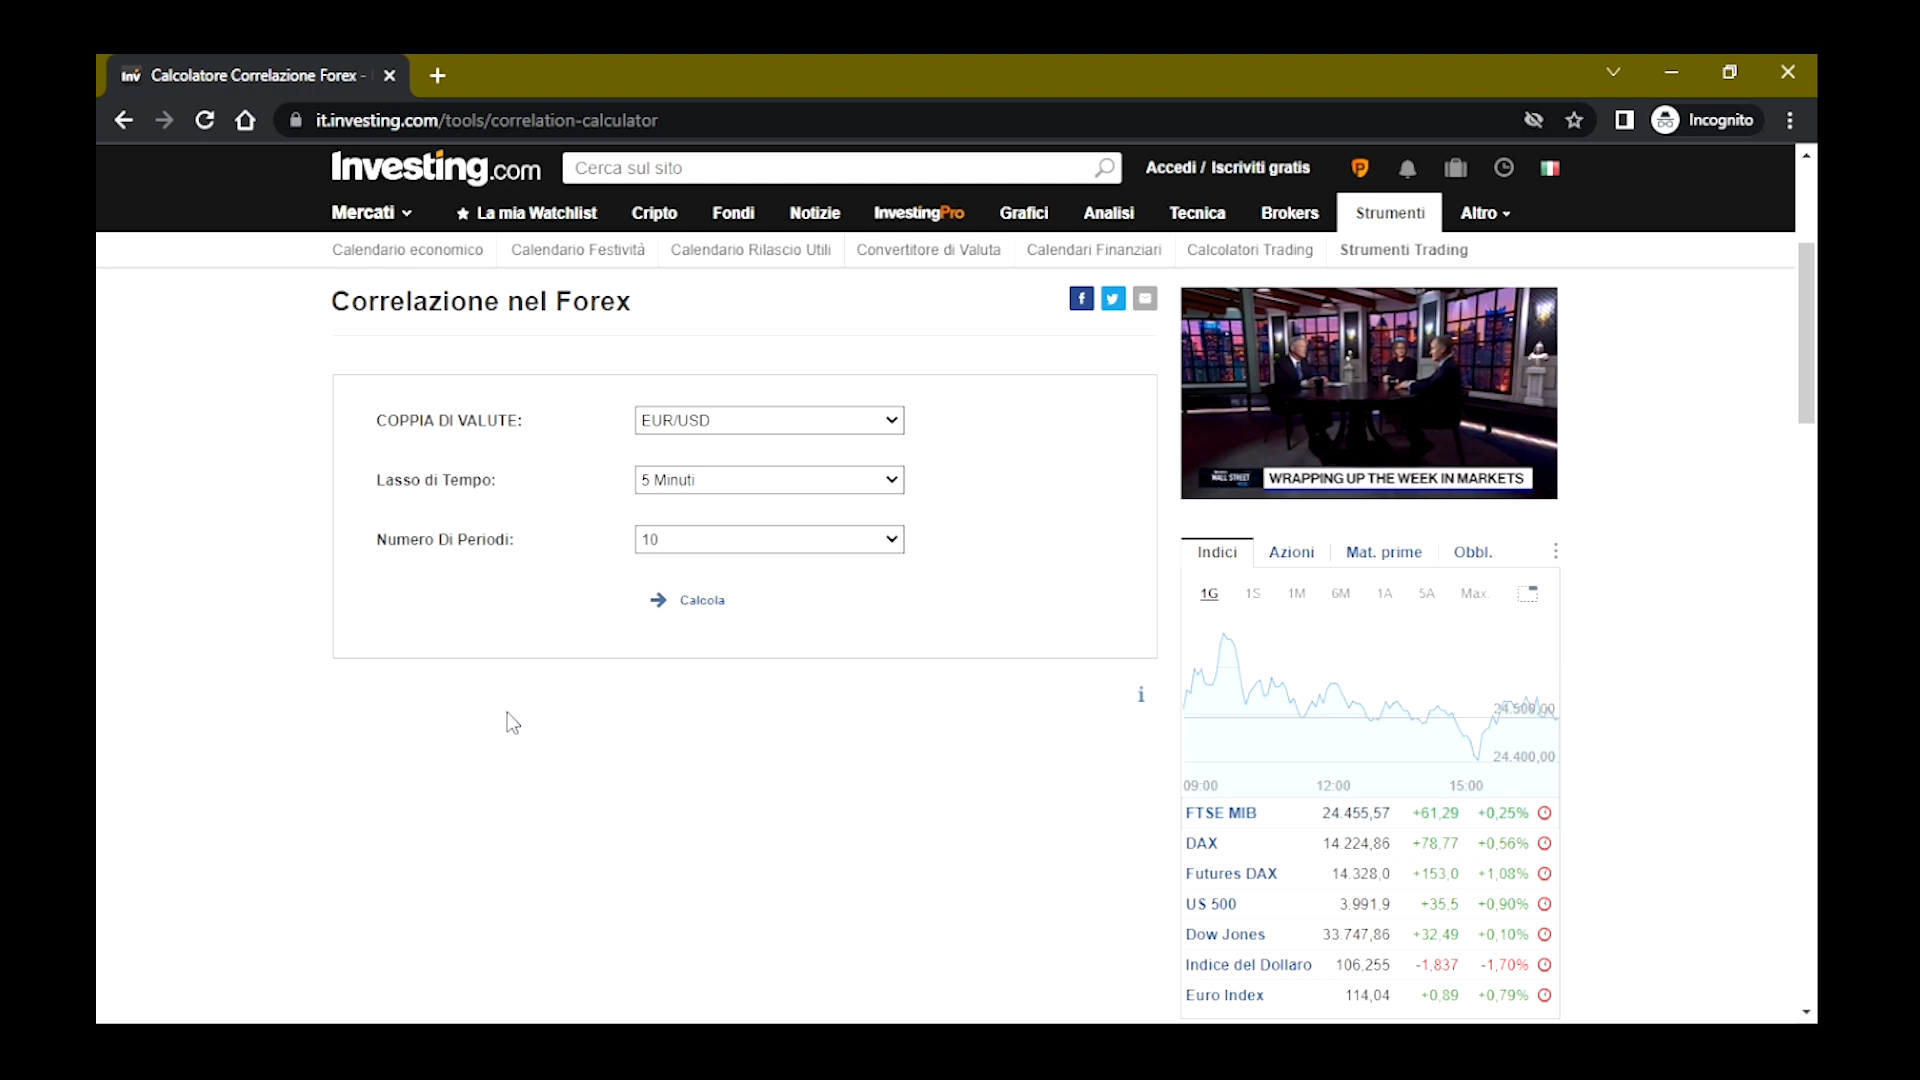 Inv Calcolatore Correlazione Forex -
it.investing.com/tools/correlation-calculator
Incognito
Investing.com
Cerca sul sito
Accedi / Iscriviti gratis
Mercati
La mia Watchlist
Cripto
Fondi
Notizie
InvestingPro
Grafici
Analisi
Tecnica
Brokers
Strumenti
Altro
Calendario economico
Calendario Festività
Calendario Rilascio Utili
Convertitore di Valuta
Calendari Finanziari
Calcolatori Trading
Strumenti Trading
Correlazione nel Forex
COPPIA DI VALUTE: EUR/USD
Lasso di Tempo: 5 Minuti
Numero Di Periodi: 10
Calcola
WALL STREET
WRAPPING UP THE WEEK IN MARKETS
Indici Azioni Mat. prime Obbl.
1G 1S 1M 6M 1A 5A Max.
24.500,00
24.400,00
09:00 12:00 15:00
FTSE MIB 24.455,57 +61,29 +0,25%
DAX 14.224,86 +78,77 +0,56%
Futures DAX 14.328,0 +153,0 +1,08%
US 500 3.991,9 +35,5 +0,90%
Dow Jones 33.747,86 +32,49 +0,10%
Indice del Dollaro 106,255 -1,837 -1,70%
Euro Index 114,04 +0,89 +0,79%